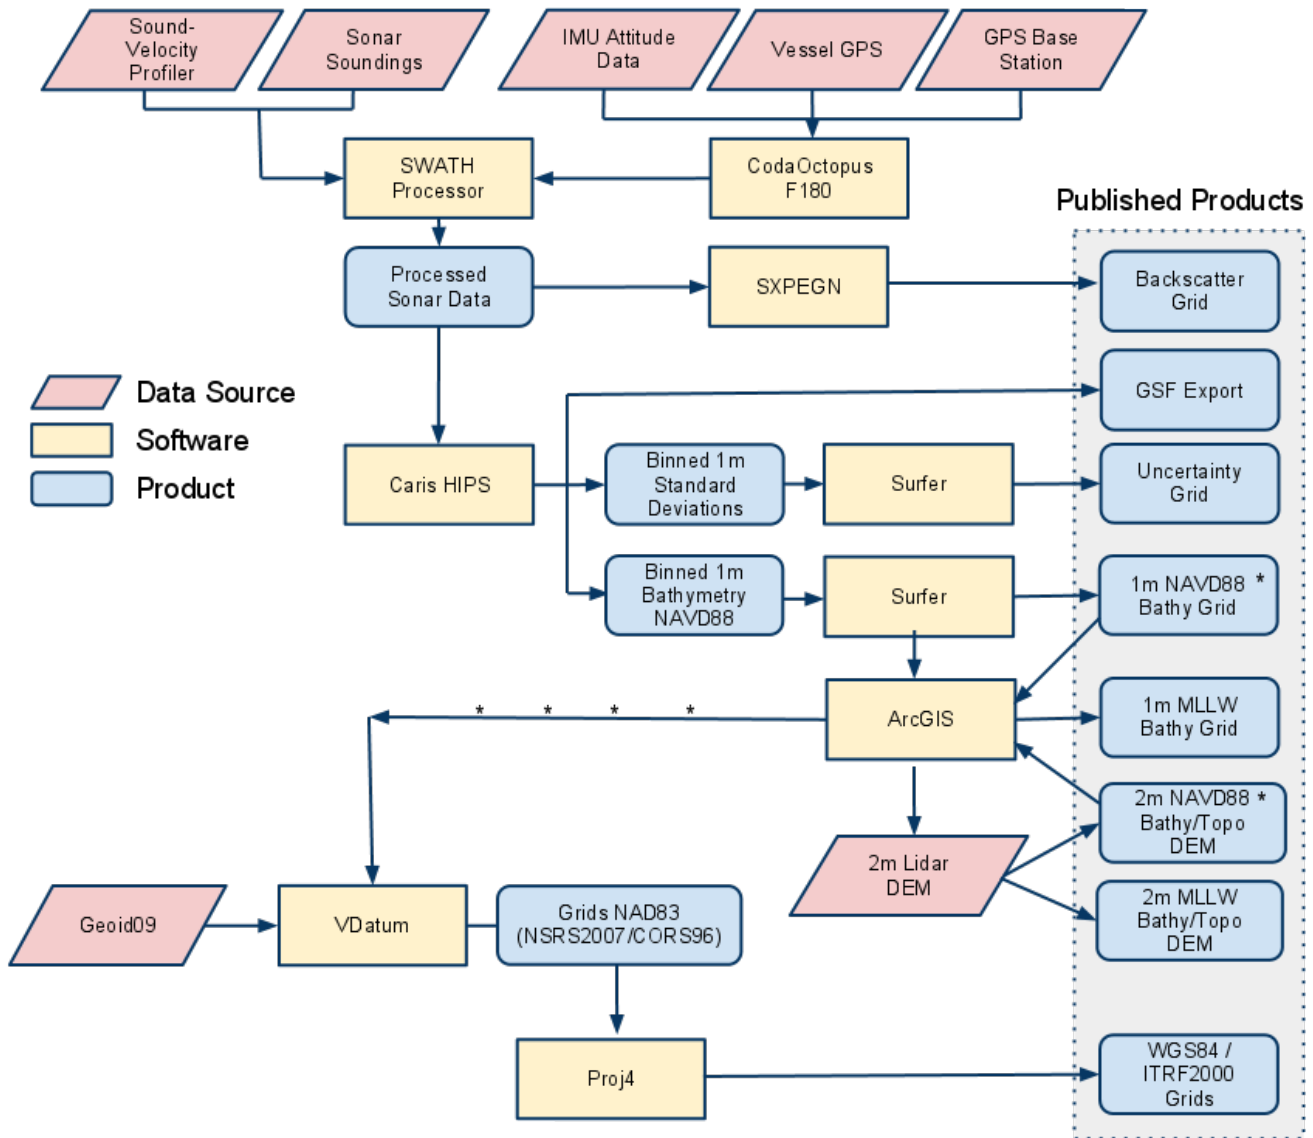 Sound-
Velocity
Profiler
Sonar
Soundings
IMU Attitude
Data
Vessel GPS
GPS Base
Station
SWATH
Processor
CodaOctopus
F180
Published Products
Processed
Sonar Data
SXPEGN
Backscatter
Grid
Data Source
Software
Product
GSF Export
Caris HIPS
Binned 1m
Standard
Deviations
Surfer
Uncertainty
Grid
Binned 1m
Bathymetry
NAVD88
Surfer
1m NAVD88 *
Bathy Grid
* * * *
ArcGIS
1m MLLW
Bathy Grid
2m NAVD88 *
Bathy/Topo
DEM
2m Lidar
DEM
2m MLLW
Bathy/Topo
DEM
Geoid09
VDatum
Grids NAD83
(NSRS2007/CORS96)
Proj4
WGS84 /
ITRF2000
Grids